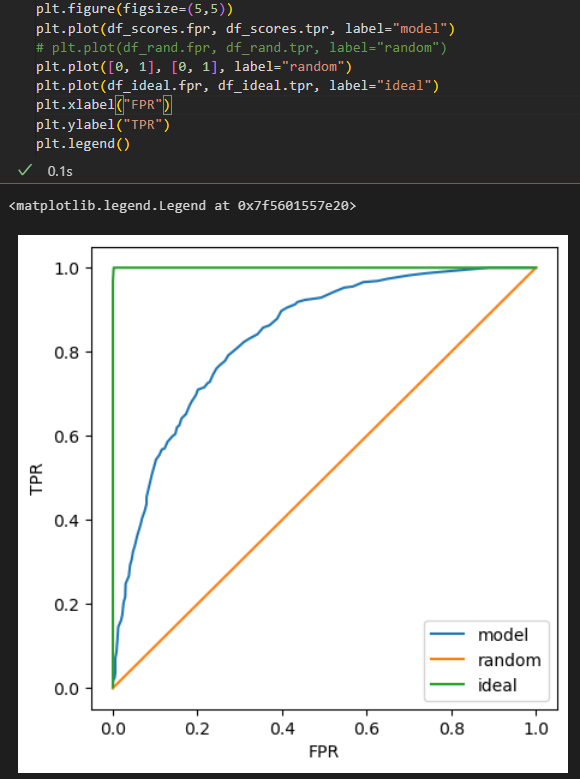 plt.figure(figsize=(5,5))
plt.plot(df_scores.fpr, df_scores.tpr, label="model")
# plt.plot(df_rand.fpr, df_rand.tpr, label="random")
plt.plot([0, 1], [0, 1], label="random")
plt.plot(df_ideal.fpr, df_ideal.tpr, label="ideal")
plt.xlabel("FPR")
plt.ylabel("TPR")
plt.legend()
0.1s
<matplotlib.legend.Legend at 0x7f5601557e20>
1.0
0.8
0.6
TPR
0.4
0.2
0.0
model
random
ideal
0.0 0.2 0.4 0.6 0.8 1.0
FPR